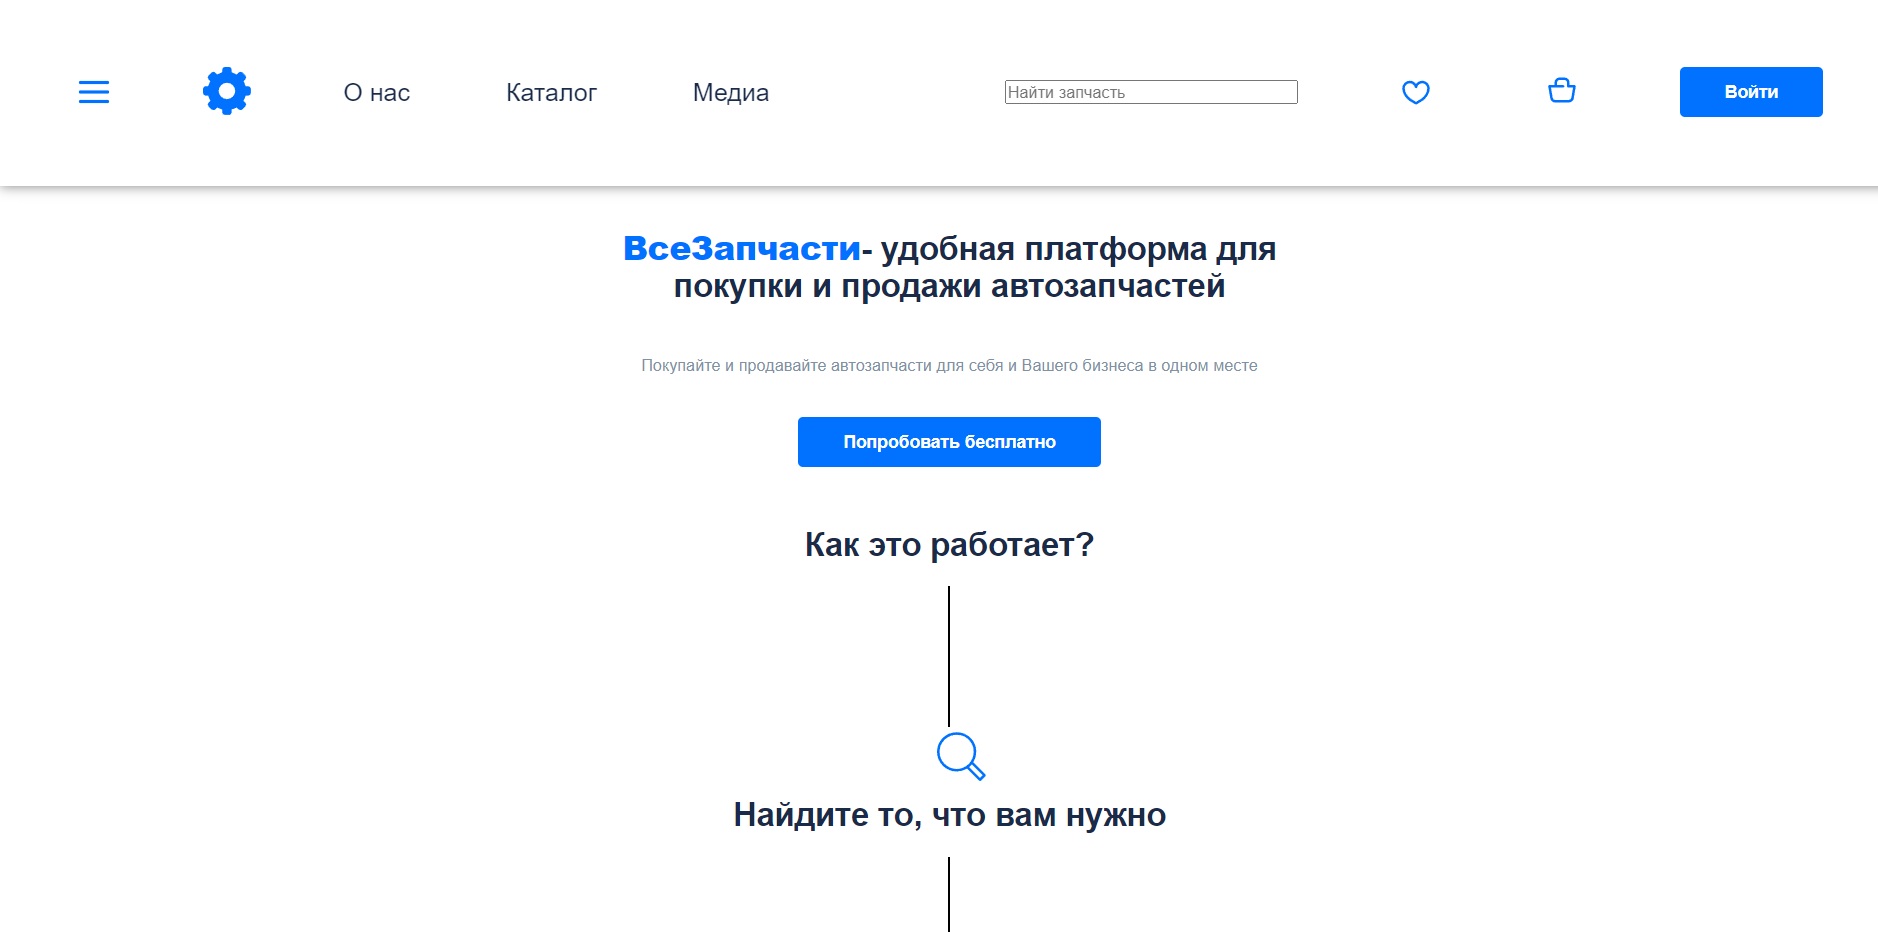 О нас
Каталог
Медиа
Найти запчасть
Войти
ВсеЗапчасти- удобная платформа для
покупки и продажи автозапчастей
Покупайте и продавайте автозапчасти для себя и Вашего бизнеса в одном месте
Попробовать бесплатно
Как это работает?
Найдите то, что вам нужно